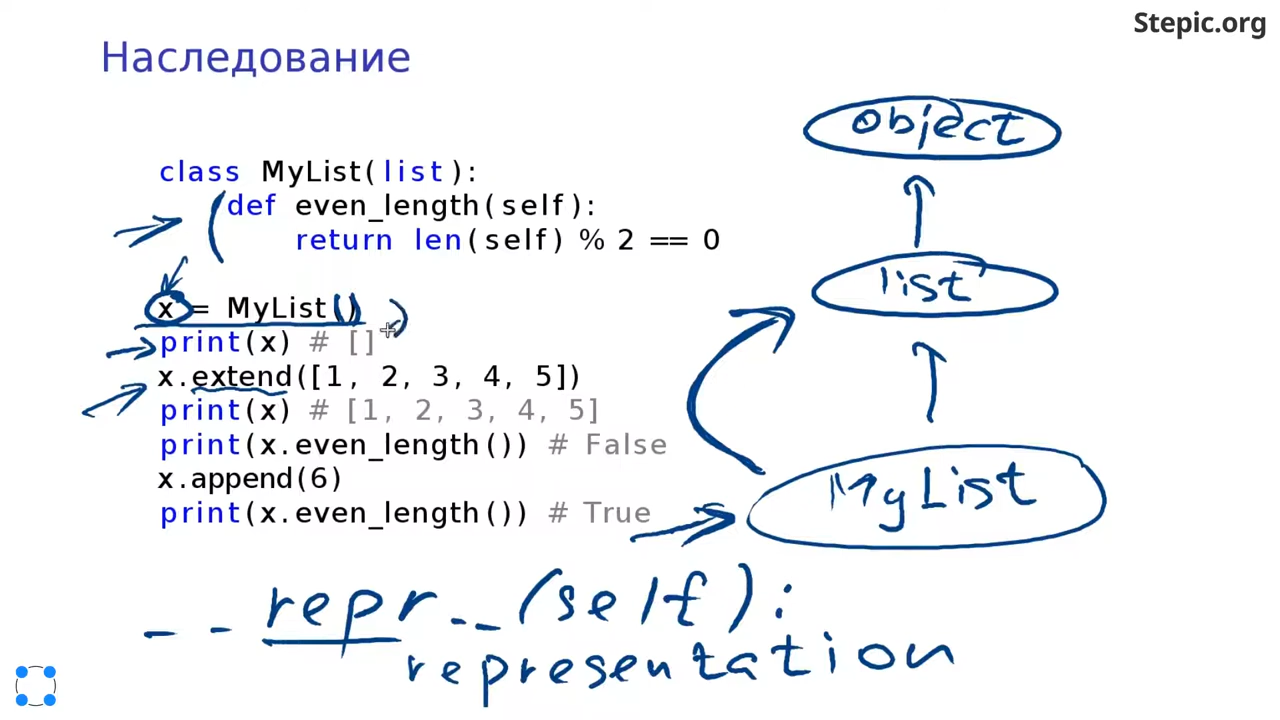 Stepic.org
Наследование
class MyList(list):
def even_length(self):
return len(self) % 2 == 0
x = MyList()
print(x) # []
x.extend([1, 2, 3, 4, 5])
print(x) # [1, 2, 3, 4, 5]
print(x.even_length()) # False
x.append(6)
print(x.even_length()) # True
object
list
MyList
__repr__(self):
representation